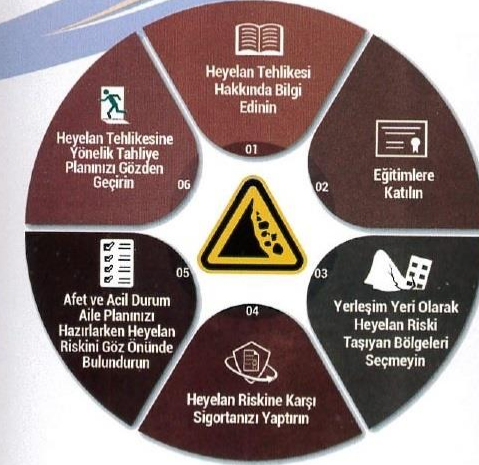 Heyelan Tehlikesi
Hakkında Bilgi
Edinin
01
Eğitimlere
Katılın
02
Yerleşim Yeri Olarak
Heyelan Riski
Taşıyan Bölgeleri
Seçmeyin
03
04
Heyelan Riskine Karşı
Sigortanızı Yaptırın
05
Afet ve Acil Durum
Aile Planınızı
Hazırlarken Heyelan
Riskini Göz Önünde
Bulundurun
Heyelan Tehlikesine
Yönelik Tahliye
Planınızı Gözden
Geçirin
06